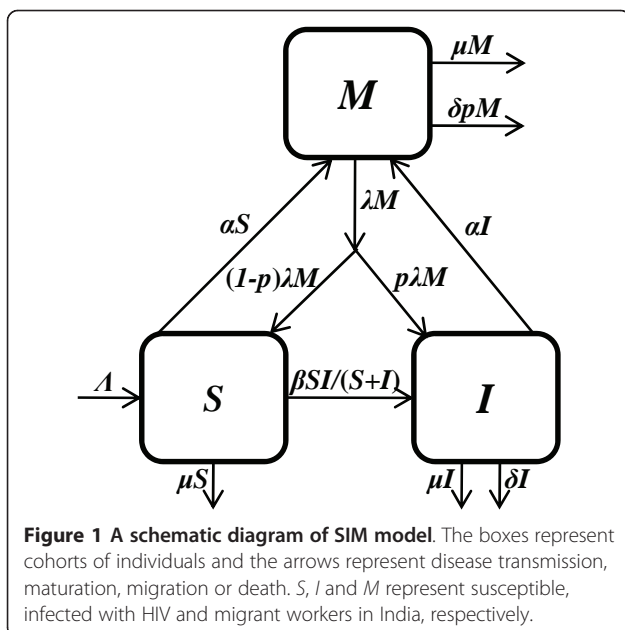 μM
M
δpM
λM
αS
αI
(1-p)λM
pλM
Λ
S
βSI/(S+I)
I
μS
μI
δI
Figure 1 A schematic diagram of SIM model. The boxes represent
cohorts of individuals and the arrows represent disease transmission,
maturation, migration or death. S, I and M represent susceptible,
infected with HIV and migrant workers in India, respectively.